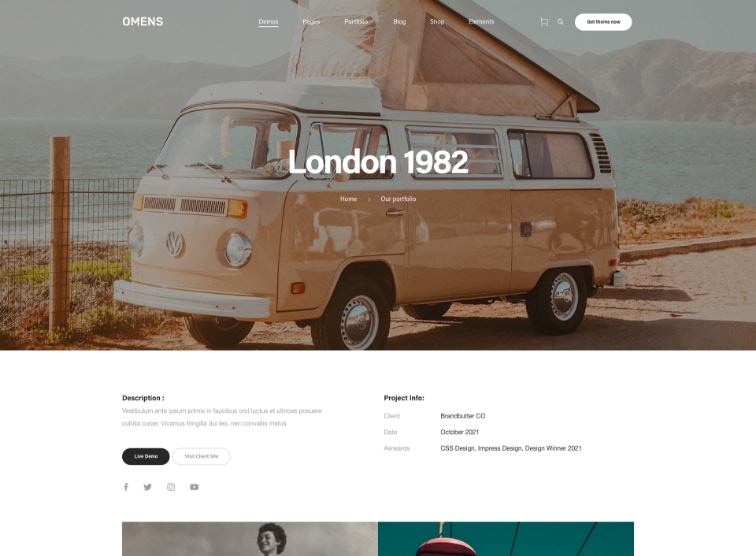 OMENS
Demos
Pages
Portfolio
Blog
Shop
Elements
Get theme now
London 1982
Home › Our portfolio
Description :
Vestibulum ante ipsum primis in faucibus orci luctus et ultrices posuere
cubilia curae; Vivamus fringilla dui leo, nec convallis metus
Live Demo
Visit Client Site
Project Info:
Client Brandbutter CO
Date October 2021
Awwards CSS Design, Impress Design, Design Winner 2021